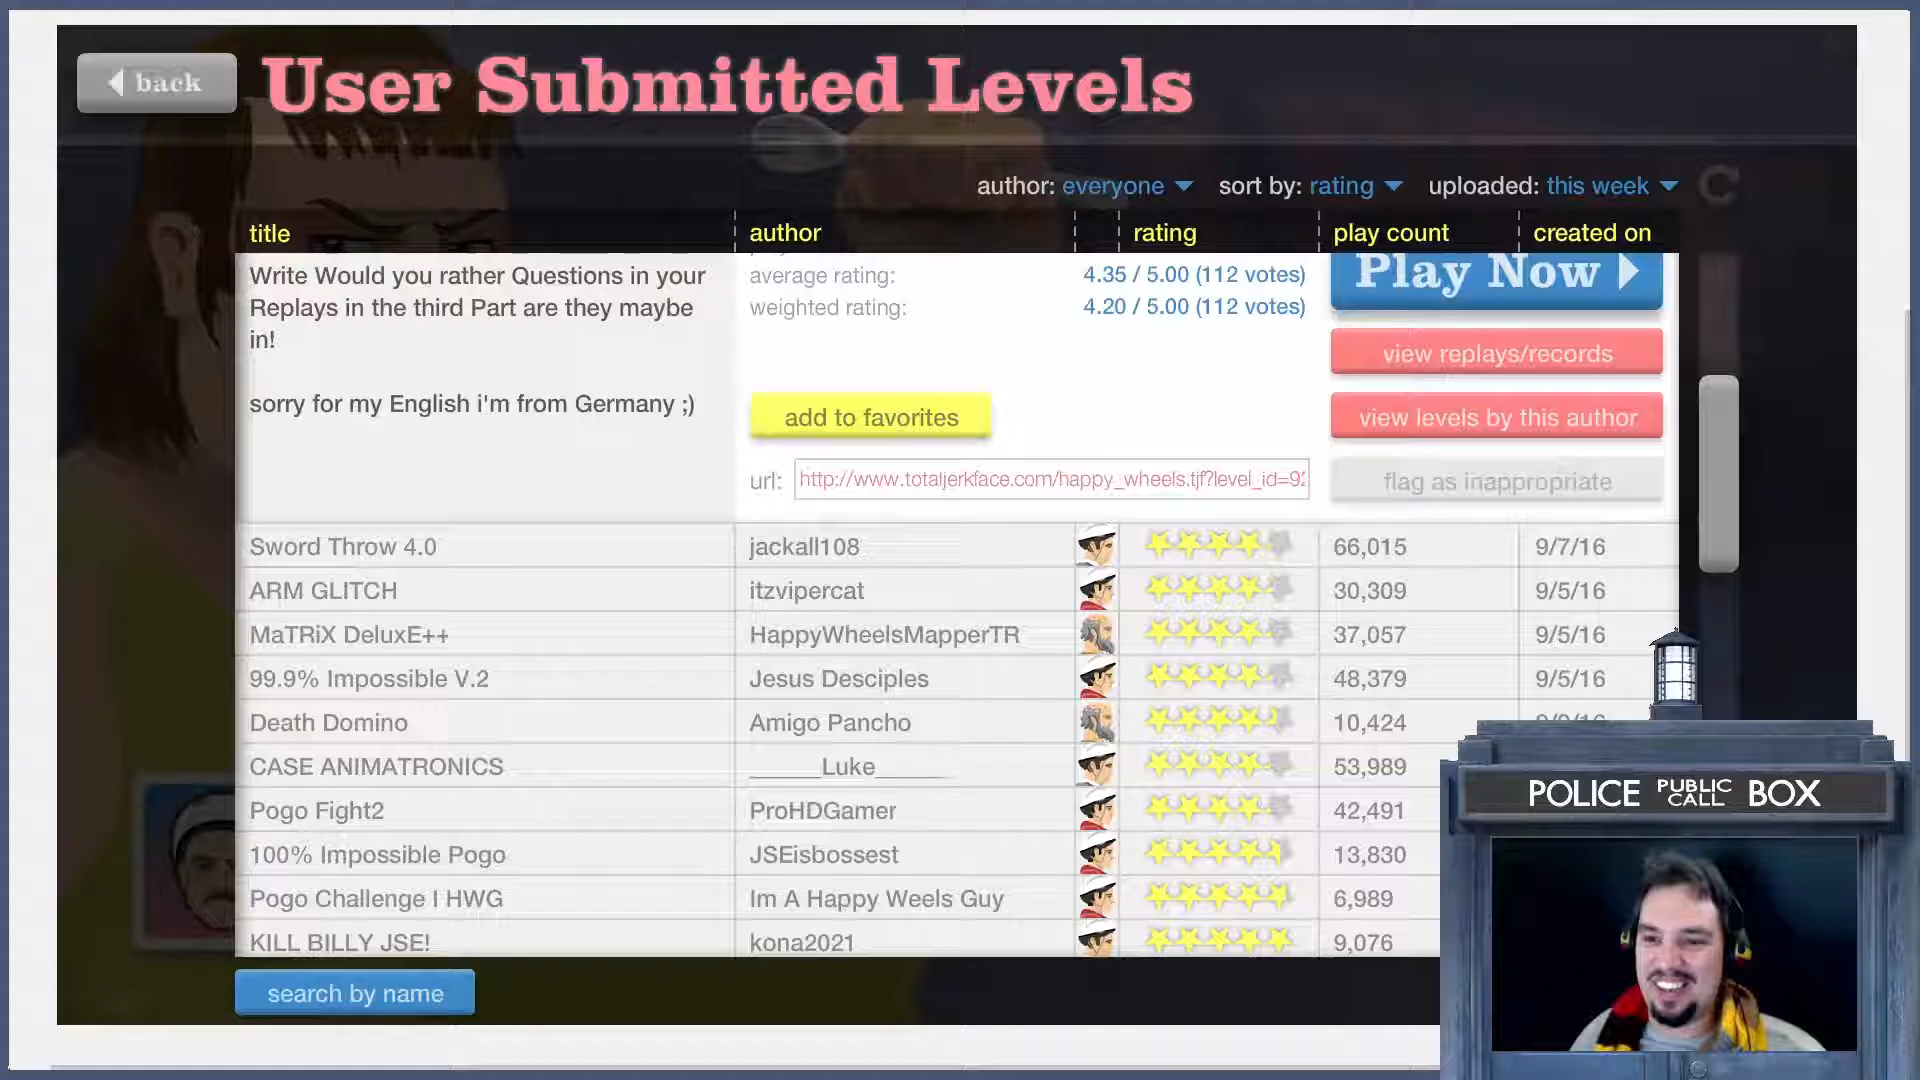 back
User Submitted Levels
author: everyone sort by: rating uploaded: this week
title author rating play count created on
Write Would you rather Questions in your
Replays in the third Part are they maybe
in!
sorry for my English i'm from Germany ;)
average rating: 4.35 / 5.00 (112 votes)
weighted rating: 4.20 / 5.00 (112 votes)
add to favorites
url: http://www.totaljerkface.com/happy_wheels.tjf?level_id=9
Play Now
view replays/records
view levels by this author
flag as inappropriate
Sword Throw 4.0 jackall108 66,015 9/7/16
ARM GLITCH itzvipercat 30,309 9/5/16
MaTRiX DeluxE++ HappyWheelsMapperTR 37,057 9/5/16
99.9% Impossible V.2 Jesus Desciples 48,379 9/5/16
Death Domino Amigo Pancho 10,424
CASE ANIMATRONICS ______Luke______ 53,989
Pogo Fight2 ProHDGamer 42,491
100% Impossible Pogo JSEisbossest 13,830
Pogo Challenge I HWG Im A Happy Weels Guy 6,989
KILL BILLY JSE! kona2021 9,076
search by name
POLICE PUBLIC CALL BOX